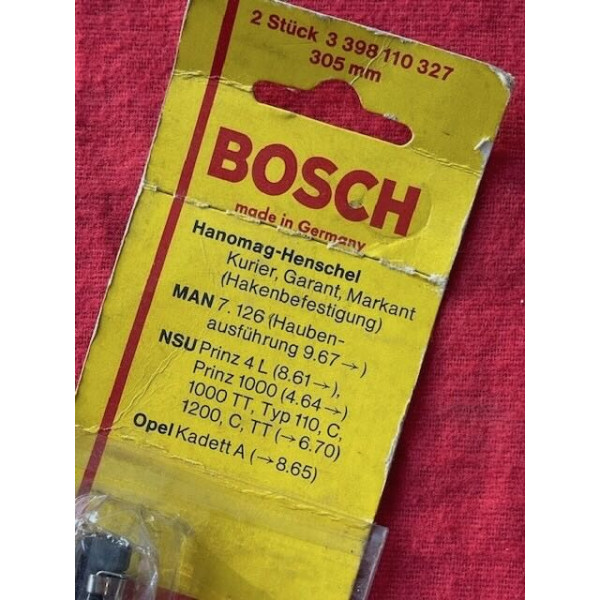 2 Stück 3 398 110 327
305 mm
BOSCH
made in Germany
Hanomag-Henschel
Kurier, Garant, Markant
(Hakenbefestigung)
MAN 7. 126 (Hauben-
ausführung 9.67→)
NSU Prinz 4 L (8.61→),
Prinz 1000 (4.64→)
1000 TT, Typ 110, C,
1200, C, TT (→6.70)
Opel Kadett A (→8.65)